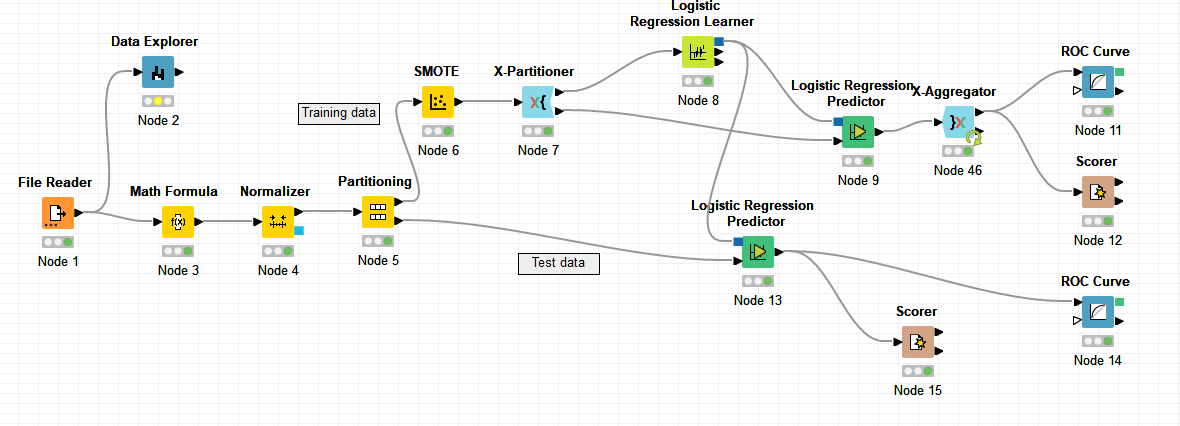 Logistic
Regression Learner
Node 8
Data Explorer
Node 2
SMOTE
Node 6
X-Partitioner
X{
Node 7
Training data
Logistic Regression
Predictor
Node 9
X-Aggregator
}X
Node 46
ROC Curve
Node 11
Scorer
Node 12
File Reader
Node 1
Math Formula
f(x)
Node 3
Normalizer
Node 4
Partitioning
Node 5
Test data
Logistic Regression
Predictor
Node 13
ROC Curve
Node 14
Scorer
Node 15